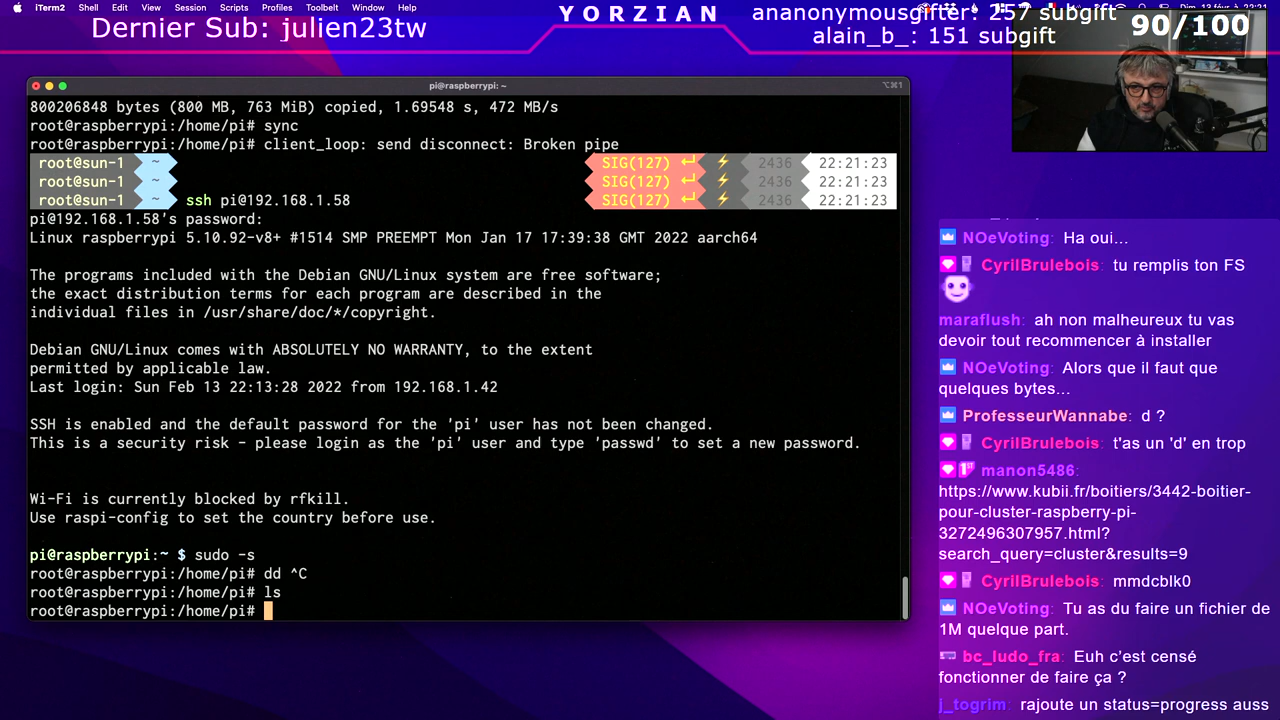 iTerm2 Shell Edit View Session Scripts Profiles Toolbelt Window Help
Dernier Sub: julien23tw
YORZIAN
ananonymousgifter: 257 subgift
alain_b_: 151 subgift
90/100
pi@raspberrypi: ~
⌥⌘1
800206848 bytes (800 MB, 763 MiB) copied, 1.69548 s, 472 MB/s
root@raspberrypi:/home/pi# sync
root@raspberrypi:/home/pi# client_loop: send disconnect: Broken pipe
root@sun-1 ~ SIG(127) ↵ ⚡ 2436 22:21:23
root@sun-1 ~ SIG(127) ↵ ⚡ 2436 22:21:23
root@sun-1 ~ ssh pi@192.168.1.58 SIG(127) ↵ ⚡ 2436 22:21:23
pi@192.168.1.58's password:
Linux raspberrypi 5.10.92-v8+ #1514 SMP PREEMPT Mon Jan 17 17:39:38 GMT 2022 aarch64
The programs included with the Debian GNU/Linux system are free software;
the exact distribution terms for each program are described in the
individual files in /usr/share/doc/*/copyright.
Debian GNU/Linux comes with ABSOLUTELY NO WARRANTY, to the extent
permitted by applicable law.
Last login: Sun Feb 13 22:13:28 2022 from 192.168.1.42
SSH is enabled and the default password for the 'pi' user has not been changed.
This is a security risk - please login as the 'pi' user and type 'passwd' to set a new password.
Wi-Fi is currently blocked by rfkill.
Use raspi-config to set the country before use.
pi@raspberrypi:~ $ sudo -s
root@raspberrypi:/home/pi# dd ^C
root@raspberrypi:/home/pi# ls
root@raspberrypi:/home/pi#
NOeVoting: Ha oui...
CyrilBrulebois: tu remplis ton FS
maraflush: ah non malheureux tu vas
devoir tout recommencer à installer
NOeVoting: Alors que il faut que
quelques bytes...
ProfesseurWannabe: d ?
CyrilBrulebois: t'as un 'd' en trop
manon5486:
https://www.kubii.fr/boitiers/3442-boitier-
pour-cluster-raspberry-pi-
3272496307957.html?
search_query=cluster&results=9
CyrilBrulebois: mmdcblk0
NOeVoting: Tu as du faire un fichier de
1M quelque part.
bc_ludo_fra: Euh c'est censé
fonctionner de faire ça ?
j_togrim: rajoute un status=progress auss